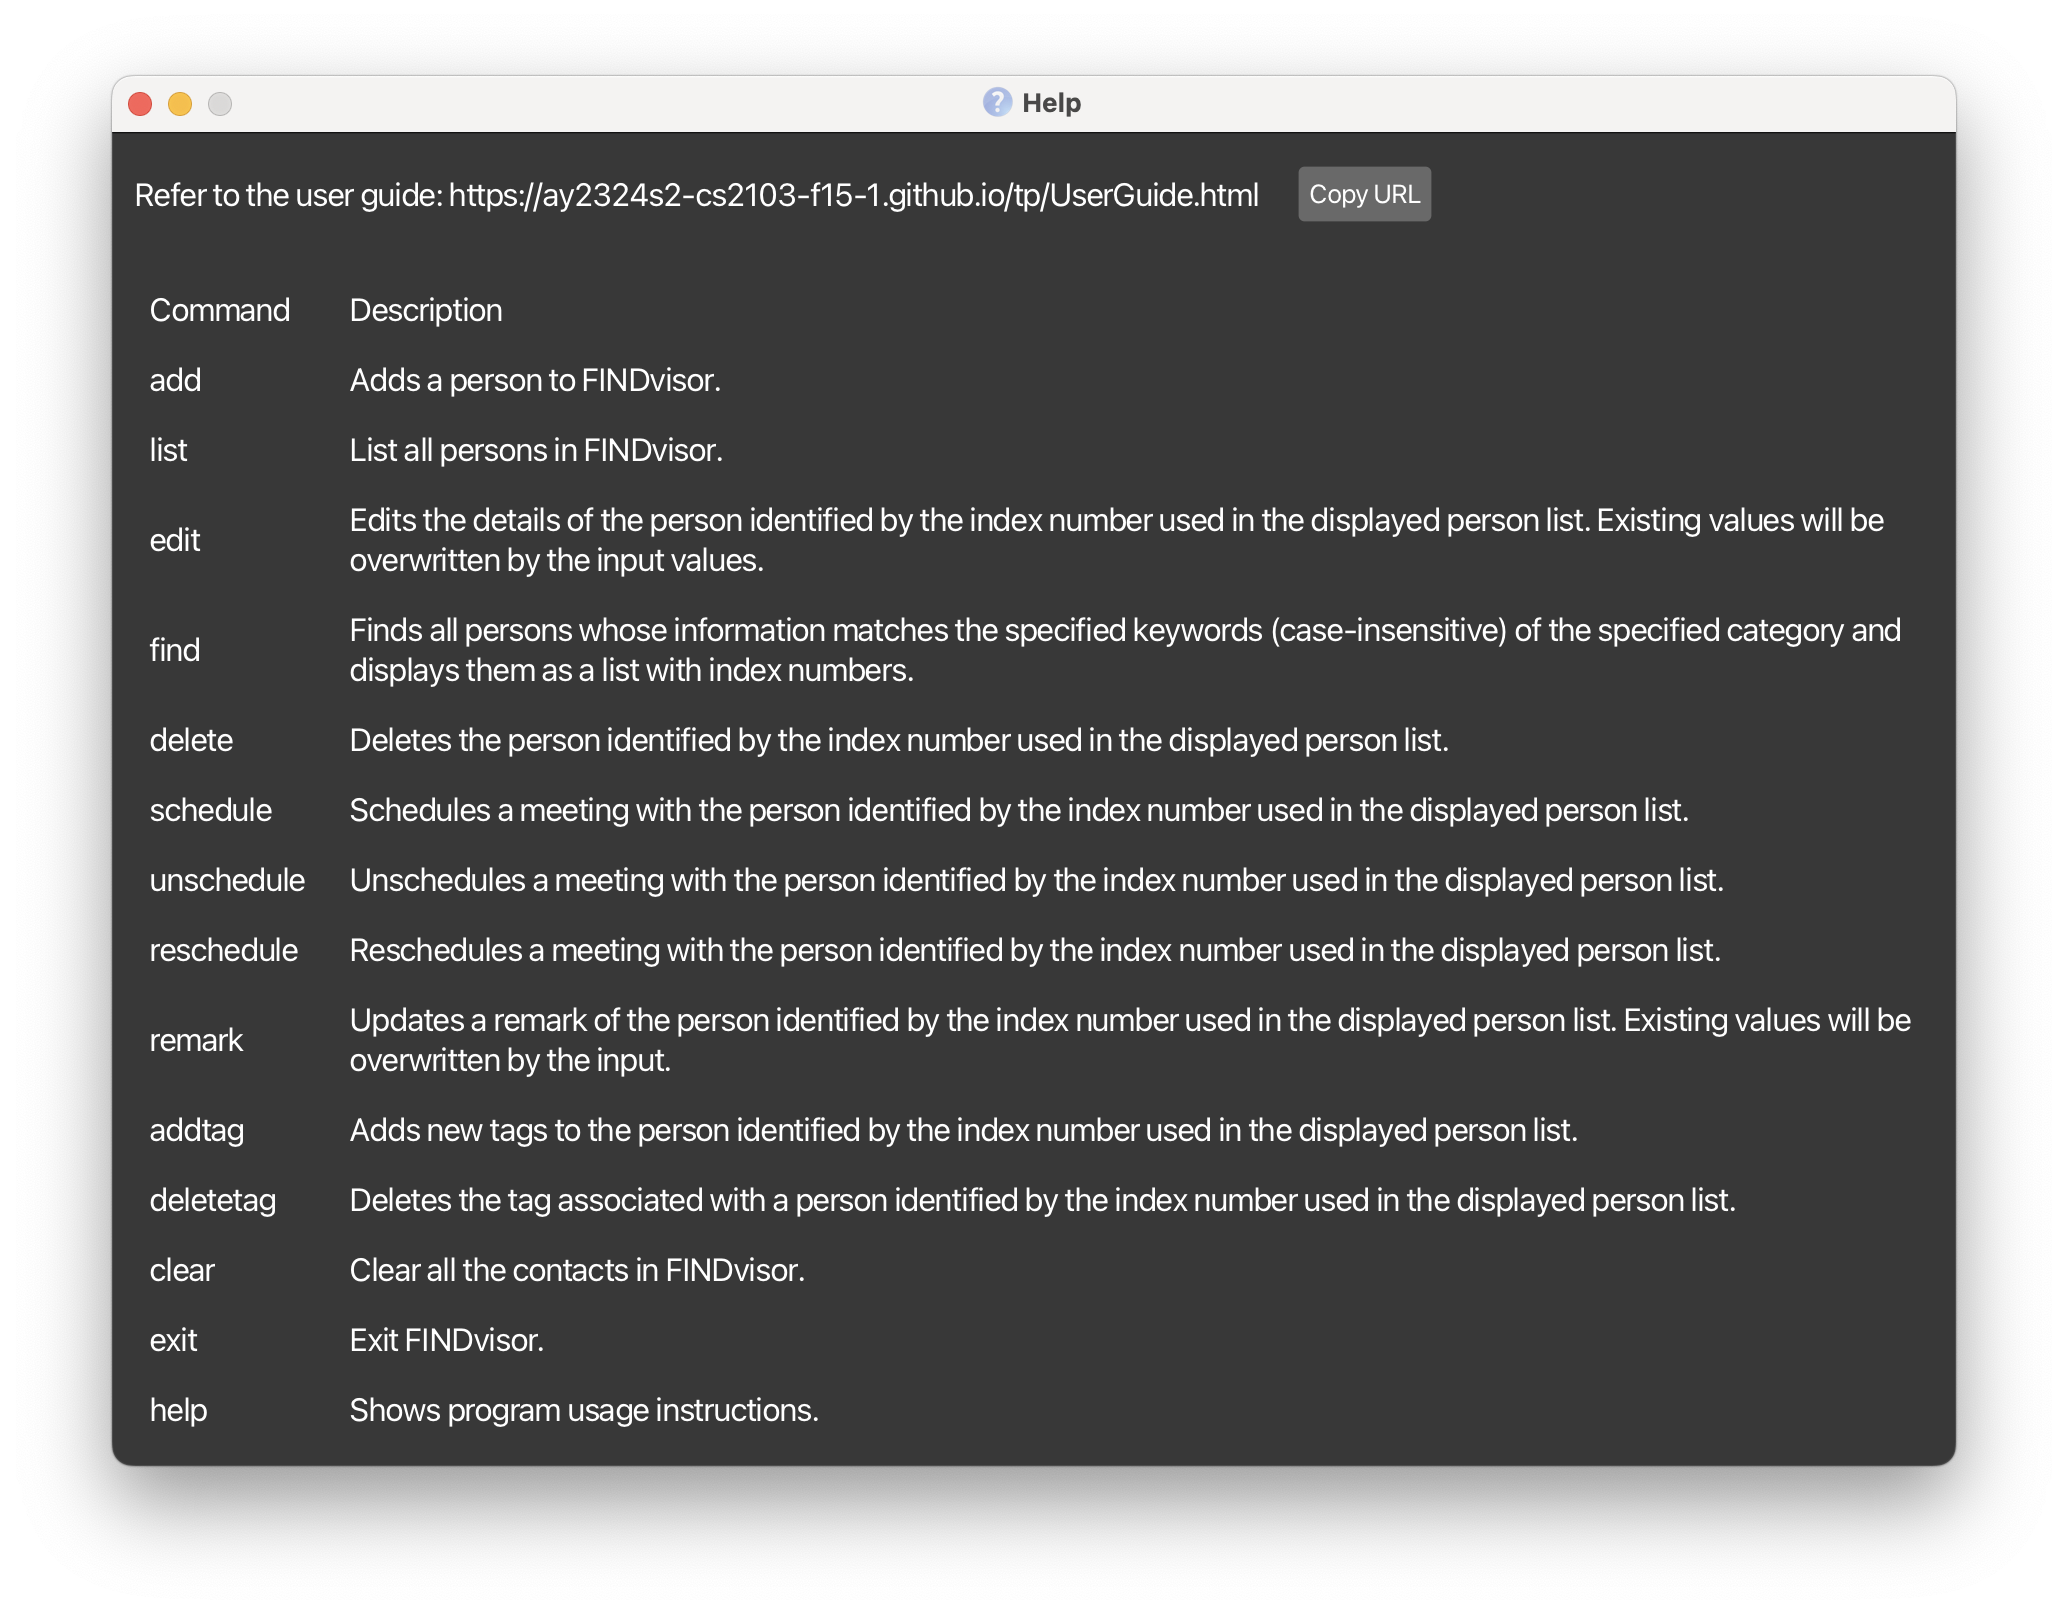 Help
Refer to the user guide: https://ay2324s2-cs2103-f15-1.github.io/tp/UserGuide.html Copy URL
Command Description
add Adds a person to FINDvisor.
list List all persons in FINDvisor.
edit Edits the details of the person identified by the index number used in the displayed person list. Existing values will be
overwritten by the input values.
find Finds all persons whose information matches the specified keywords (case-insensitive) of the specified category and
displays them as a list with index numbers.
delete Deletes the person identified by the index number used in the displayed person list.
schedule Schedules a meeting with the person identified by the index number used in the displayed person list.
unschedule Unschedules a meeting with the person identified by the index number used in the displayed person list.
reschedule Reschedules a meeting with the person identified by the index number used in the displayed person list.
remark Updates a remark of the person identified by the index number used in the displayed person list. Existing values will be
overwritten by the input.
addtag Adds new tags to the person identified by the index number used in the displayed person list.
deletetag Deletes the tag associated with a person identified by the index number used in the displayed person list.
clear Clear all the contacts in FINDvisor.
exit Exit FINDvisor.
help Shows program usage instructions.